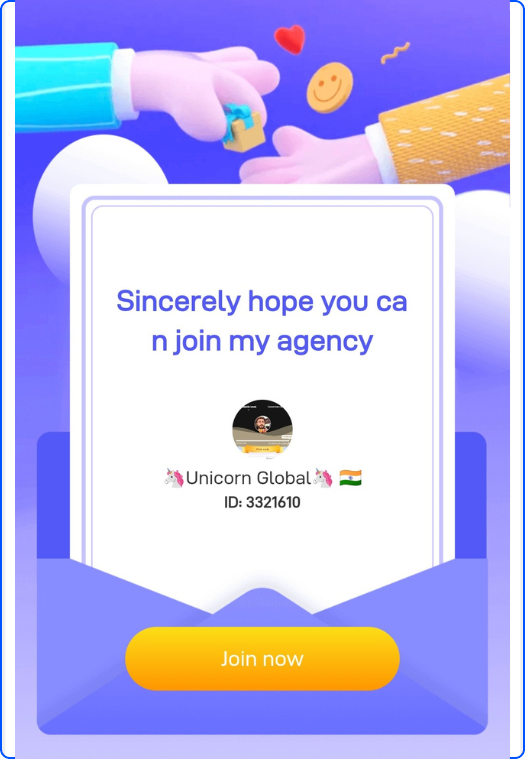 Sincerely hope you ca
n join my agency
🦄Unicorn Global🦄 🇮🇳
ID: 3321610
Join now